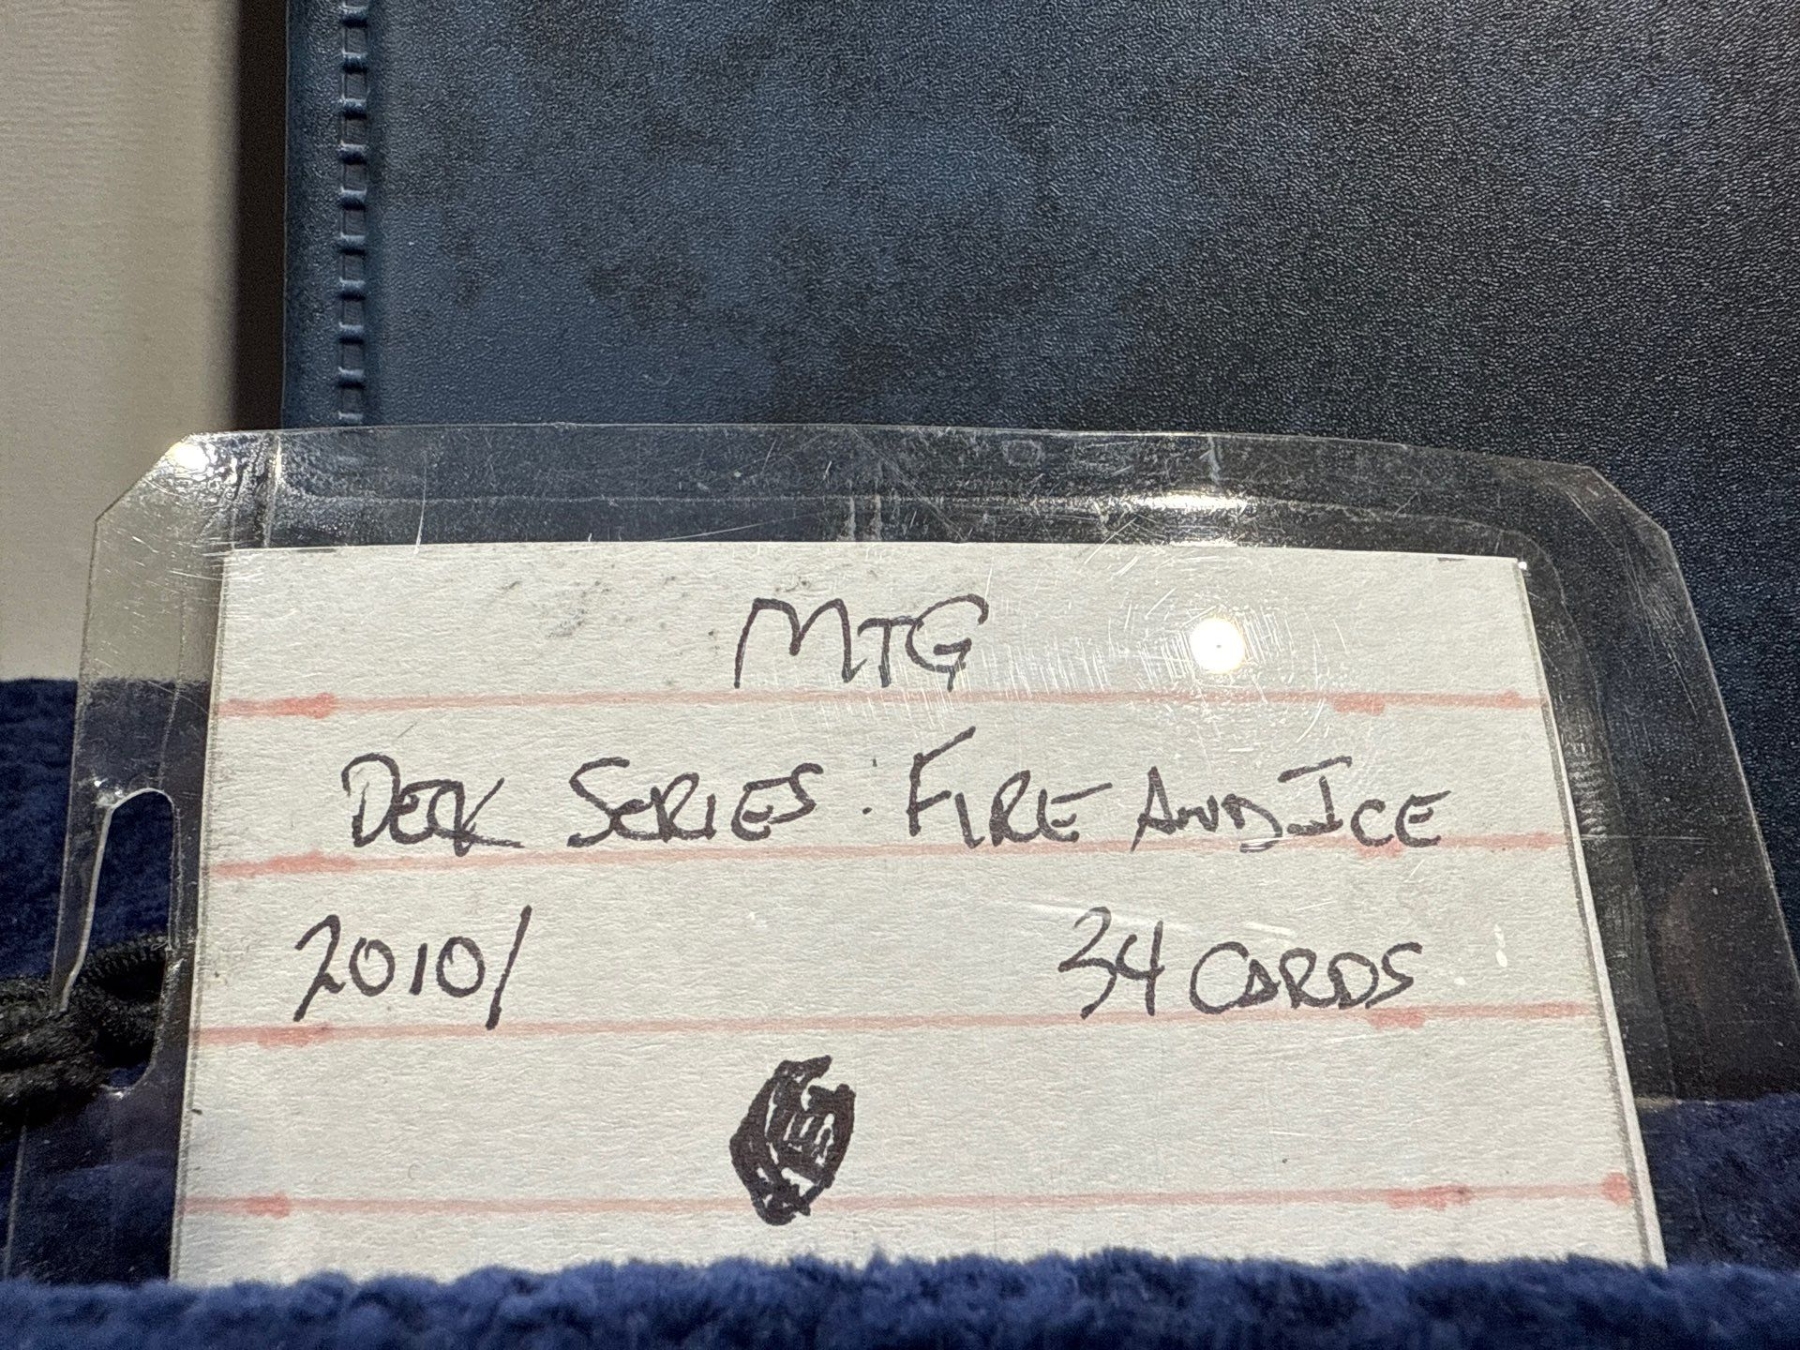 MTG
DECK SERIES: FIRE AND ICE
2010/ 34 CARDS